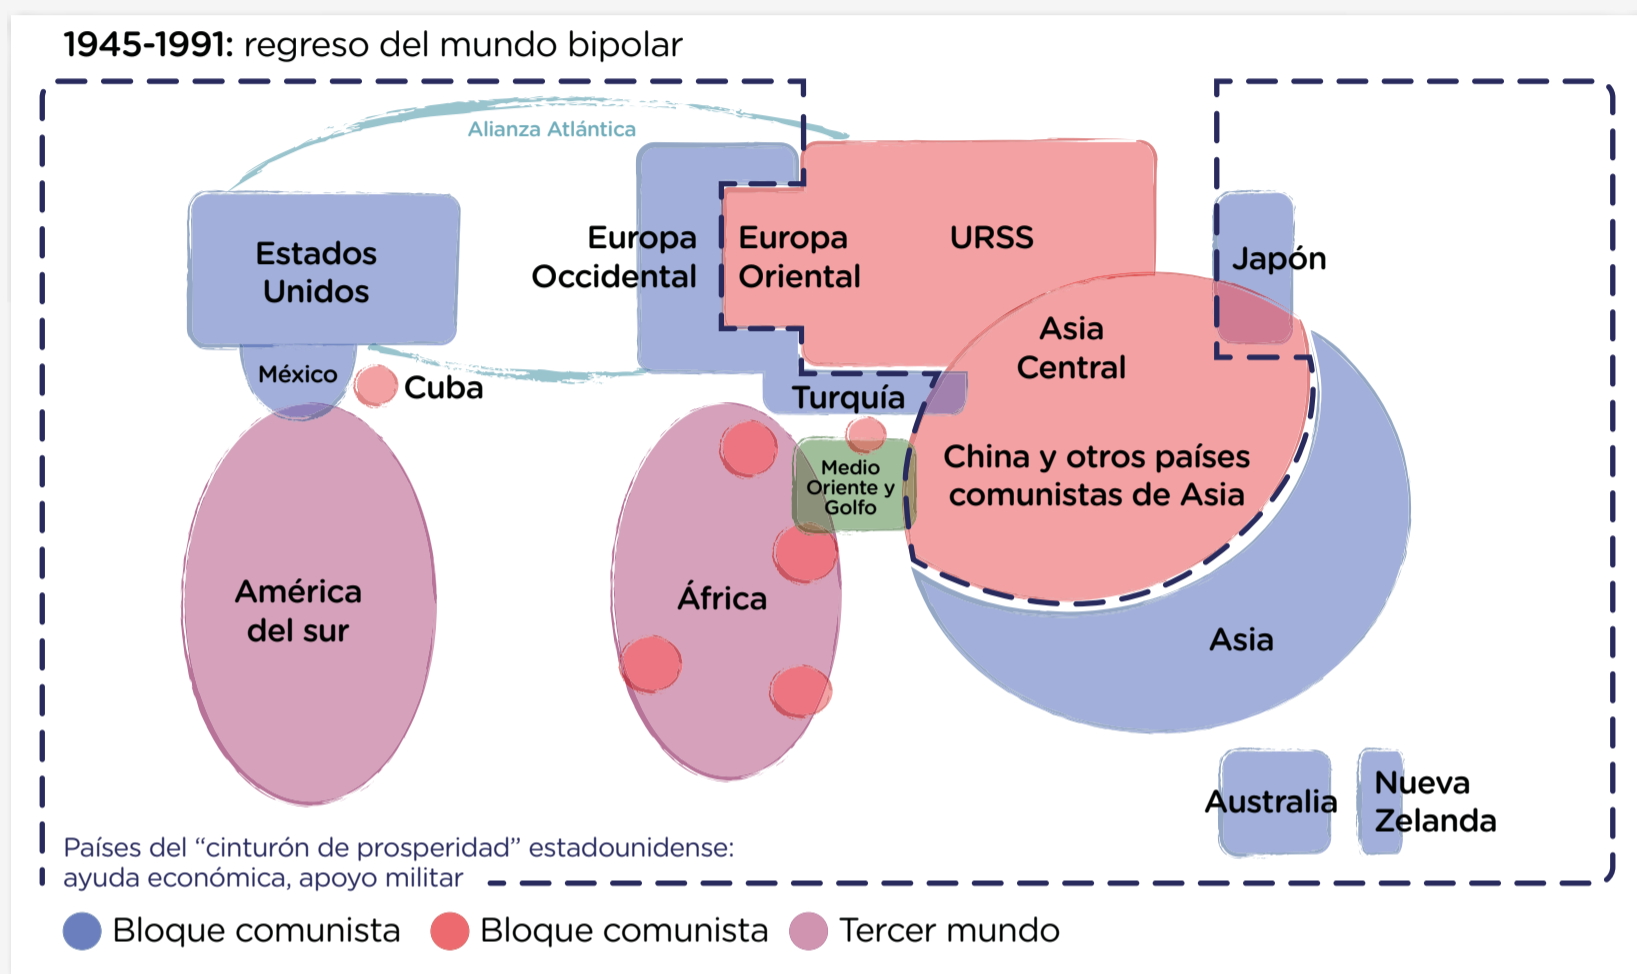 1945-1991: regreso del mundo bipolar
Alianza Atlántica
Estados
Unidos
Europa
Occidental
Europa
Oriental
URSS
Japón
México
Cuba
Turquía
Asia
Central
Medio
Oriente y
Golfo
China y otros países
comunistas de Asia
América
del sur
África
Asia
Australia
Nueva
Zelanda
Países del “cinturón de prosperidad” estadounidense:
ayuda económica, apoyo militar
Bloque comunista
Bloque comunista
Tercer mundo